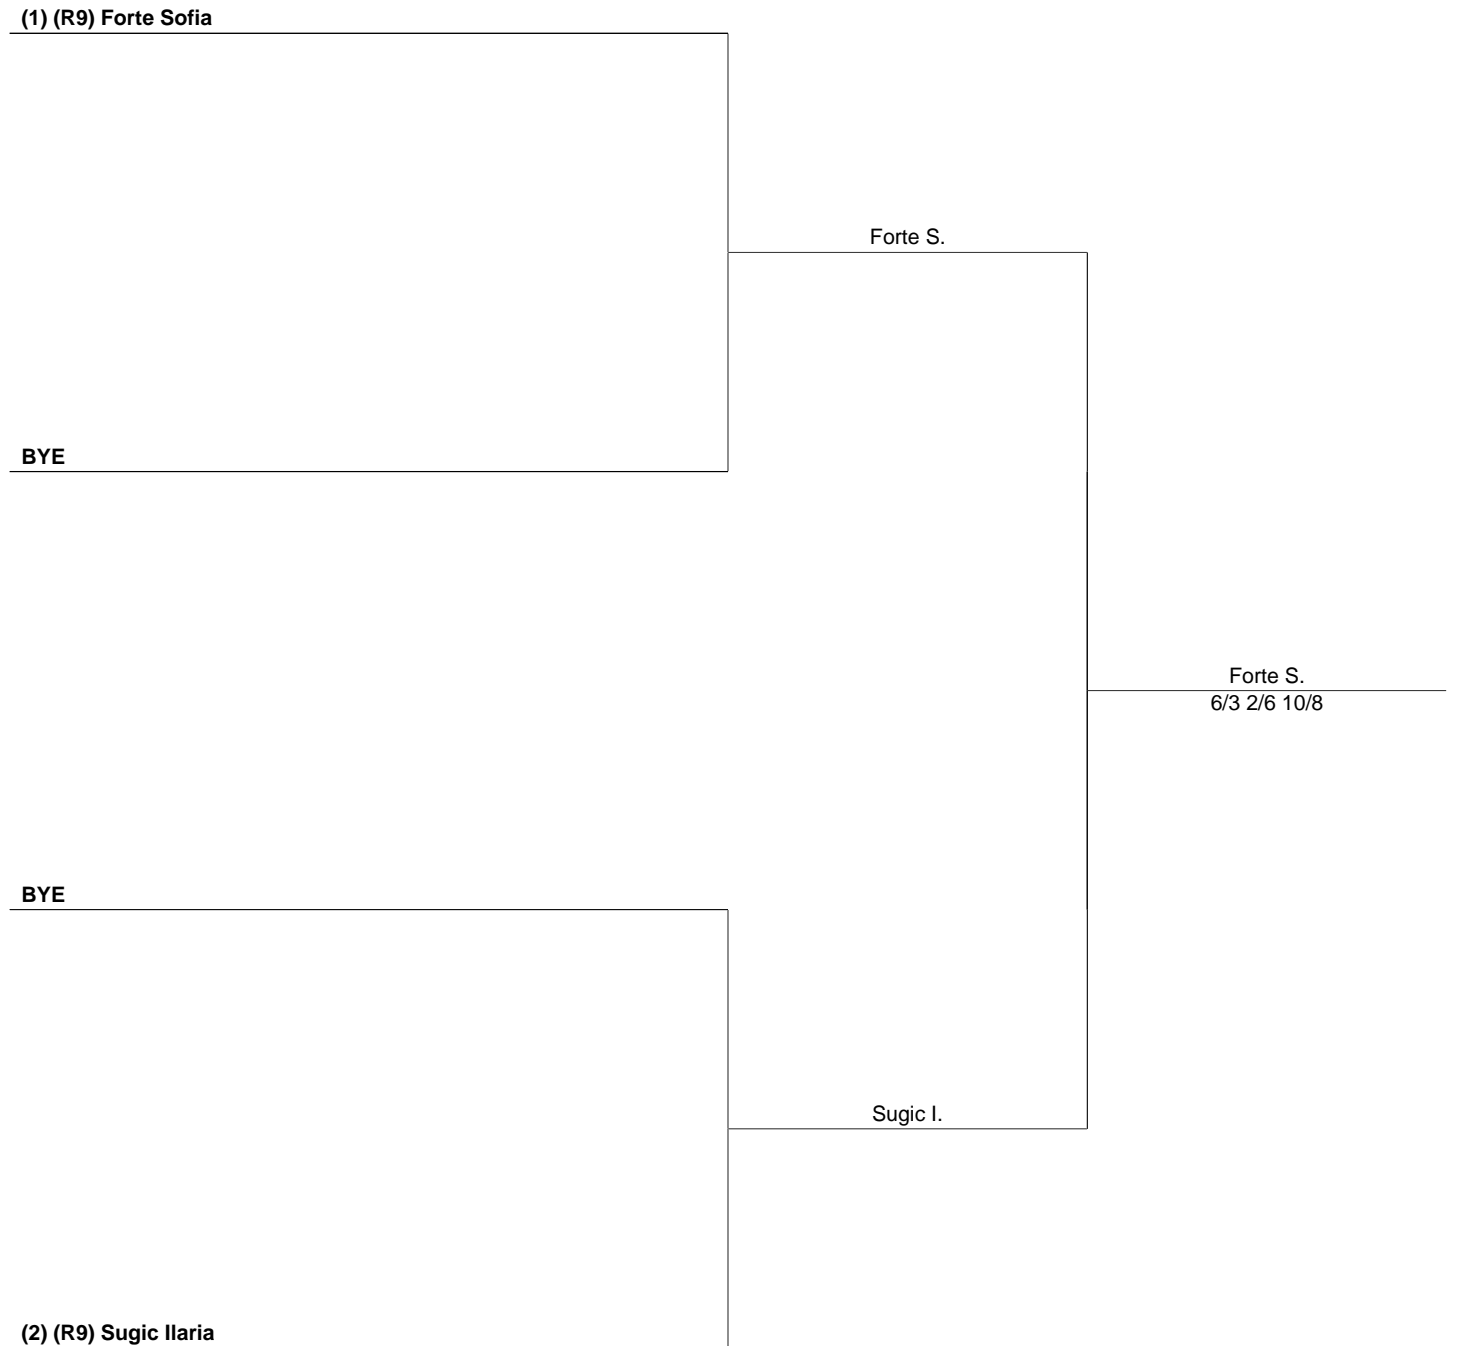 (1) (R9) Forte Sofia
Forte S.
BYE
Forte S.
6/3 2/6 10/8
BYE
Sugic I.
(2) (R9) Sugic Ilaria